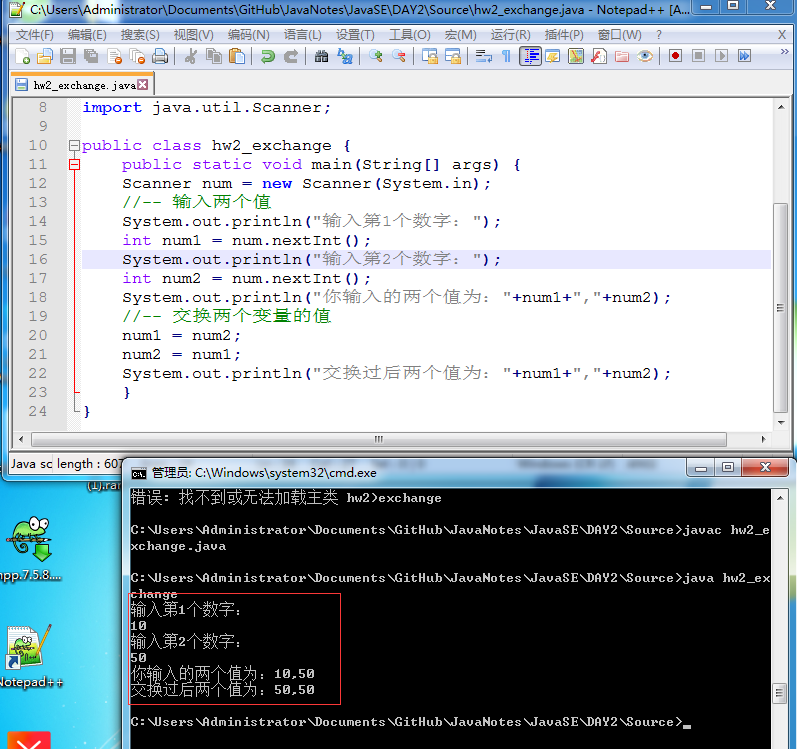 C:\Users\Administrator\Documents\GitHub\JavaNotes\JavaSE\DAY2\Source\hw2_exchange.java - Notepad++ [A...
文件(F) 编辑(E) 搜索(S) 视图(V) 编码(N) 语言(L) 设置(T) 工具(O) 宏(M) 运行(R) 插件(P) 窗口(W) ? X
hw2_exchange.java
8 import java.util.Scanner;
9
10 public class hw2_exchange {
11 public static void main(String[] args) {
12 Scanner num = new Scanner(System.in);
13 //-- 输入两个值
14 System.out.println("输入第1个数字：");
15 int num1 = num.nextInt();
16 System.out.println("输入第2个数字：");
17 int num2 = num.nextInt();
18 System.out.println("你输入的两个值为："+num1+","+num2);
19 //-- 交换两个变量的值
20 num1 = num2;
21 num2 = num1;
22 System.out.println("交换过后两个值为："+num1+","+num2);
23 }
24 }
Java sc length : 607
管理员: C:\Windows\system32\cmd.exe
(1).rar
错误: 找不到或无法加载主类 hw2>exchange
C:\Users\Administrator\Documents\GitHub\JavaNotes\JavaSE\DAY2\Source>javac hw2_e
xchange.java
C:\Users\Administrator\Documents\GitHub\JavaNotes\JavaSE\DAY2\Source>java hw2_ex
change
输入第1个数字：
10
输入第2个数字：
50
你输入的两个值为：10,50
交换过后两个值为：50,50
C:\Users\Administrator\Documents\GitHub\JavaNotes\JavaSE\DAY2\Source>_
npp.7.5.8....
Notepad++